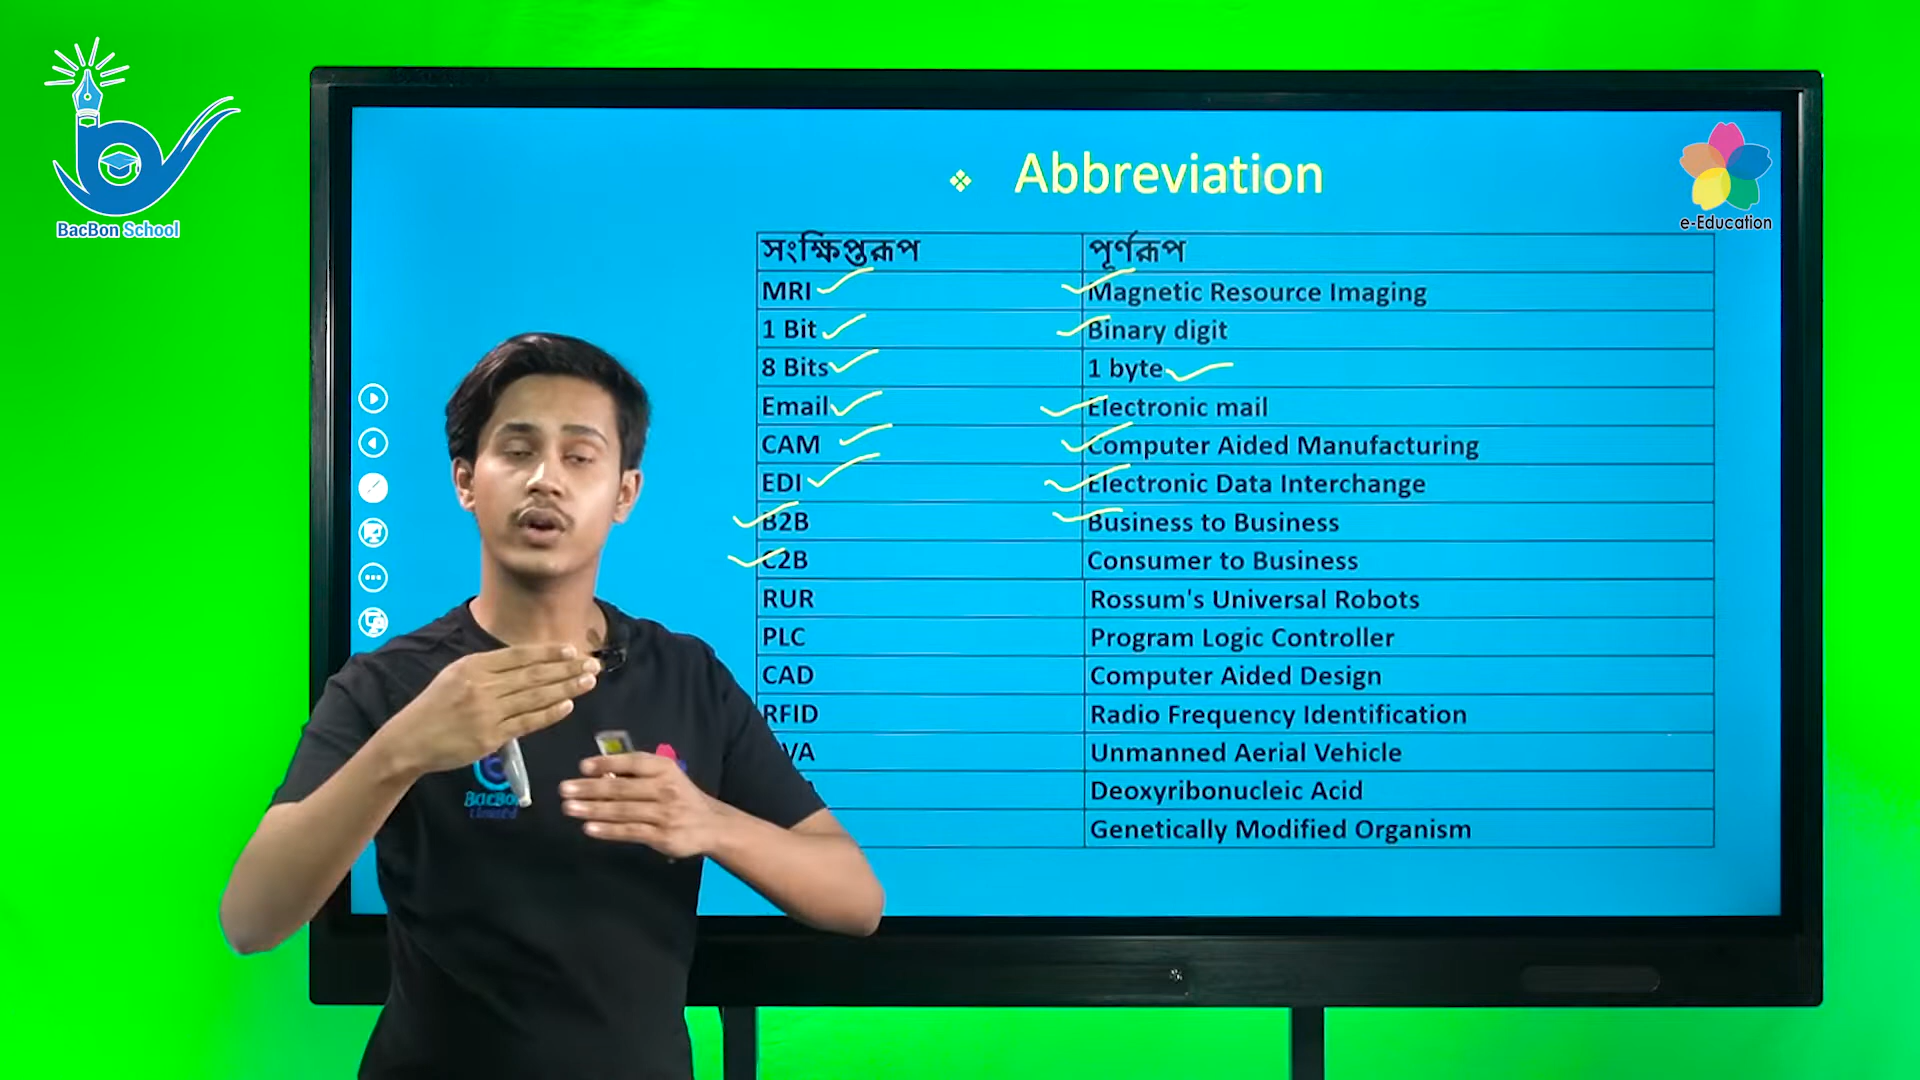 BacBon School
❖ Abbreviation
e-Education
সংক্ষিপ্তরূপ পূর্ণরূপ
MRI Magnetic Resource Imaging
1 Bit Binary digit
8 Bits 1 byte
Email Electronic mail
CAM Computer Aided Manufacturing
EDI Electronic Data Interchange
B2B Business to Business
C2B Consumer to Business
RUR Rossum's Universal Robots
PLC Program Logic Controller
CAD Computer Aided Design
RFID Radio Frequency Identification
VA Unmanned Aerial Vehicle
Deoxyribonucleic Acid
Genetically Modified Organism
BacBon
Limited